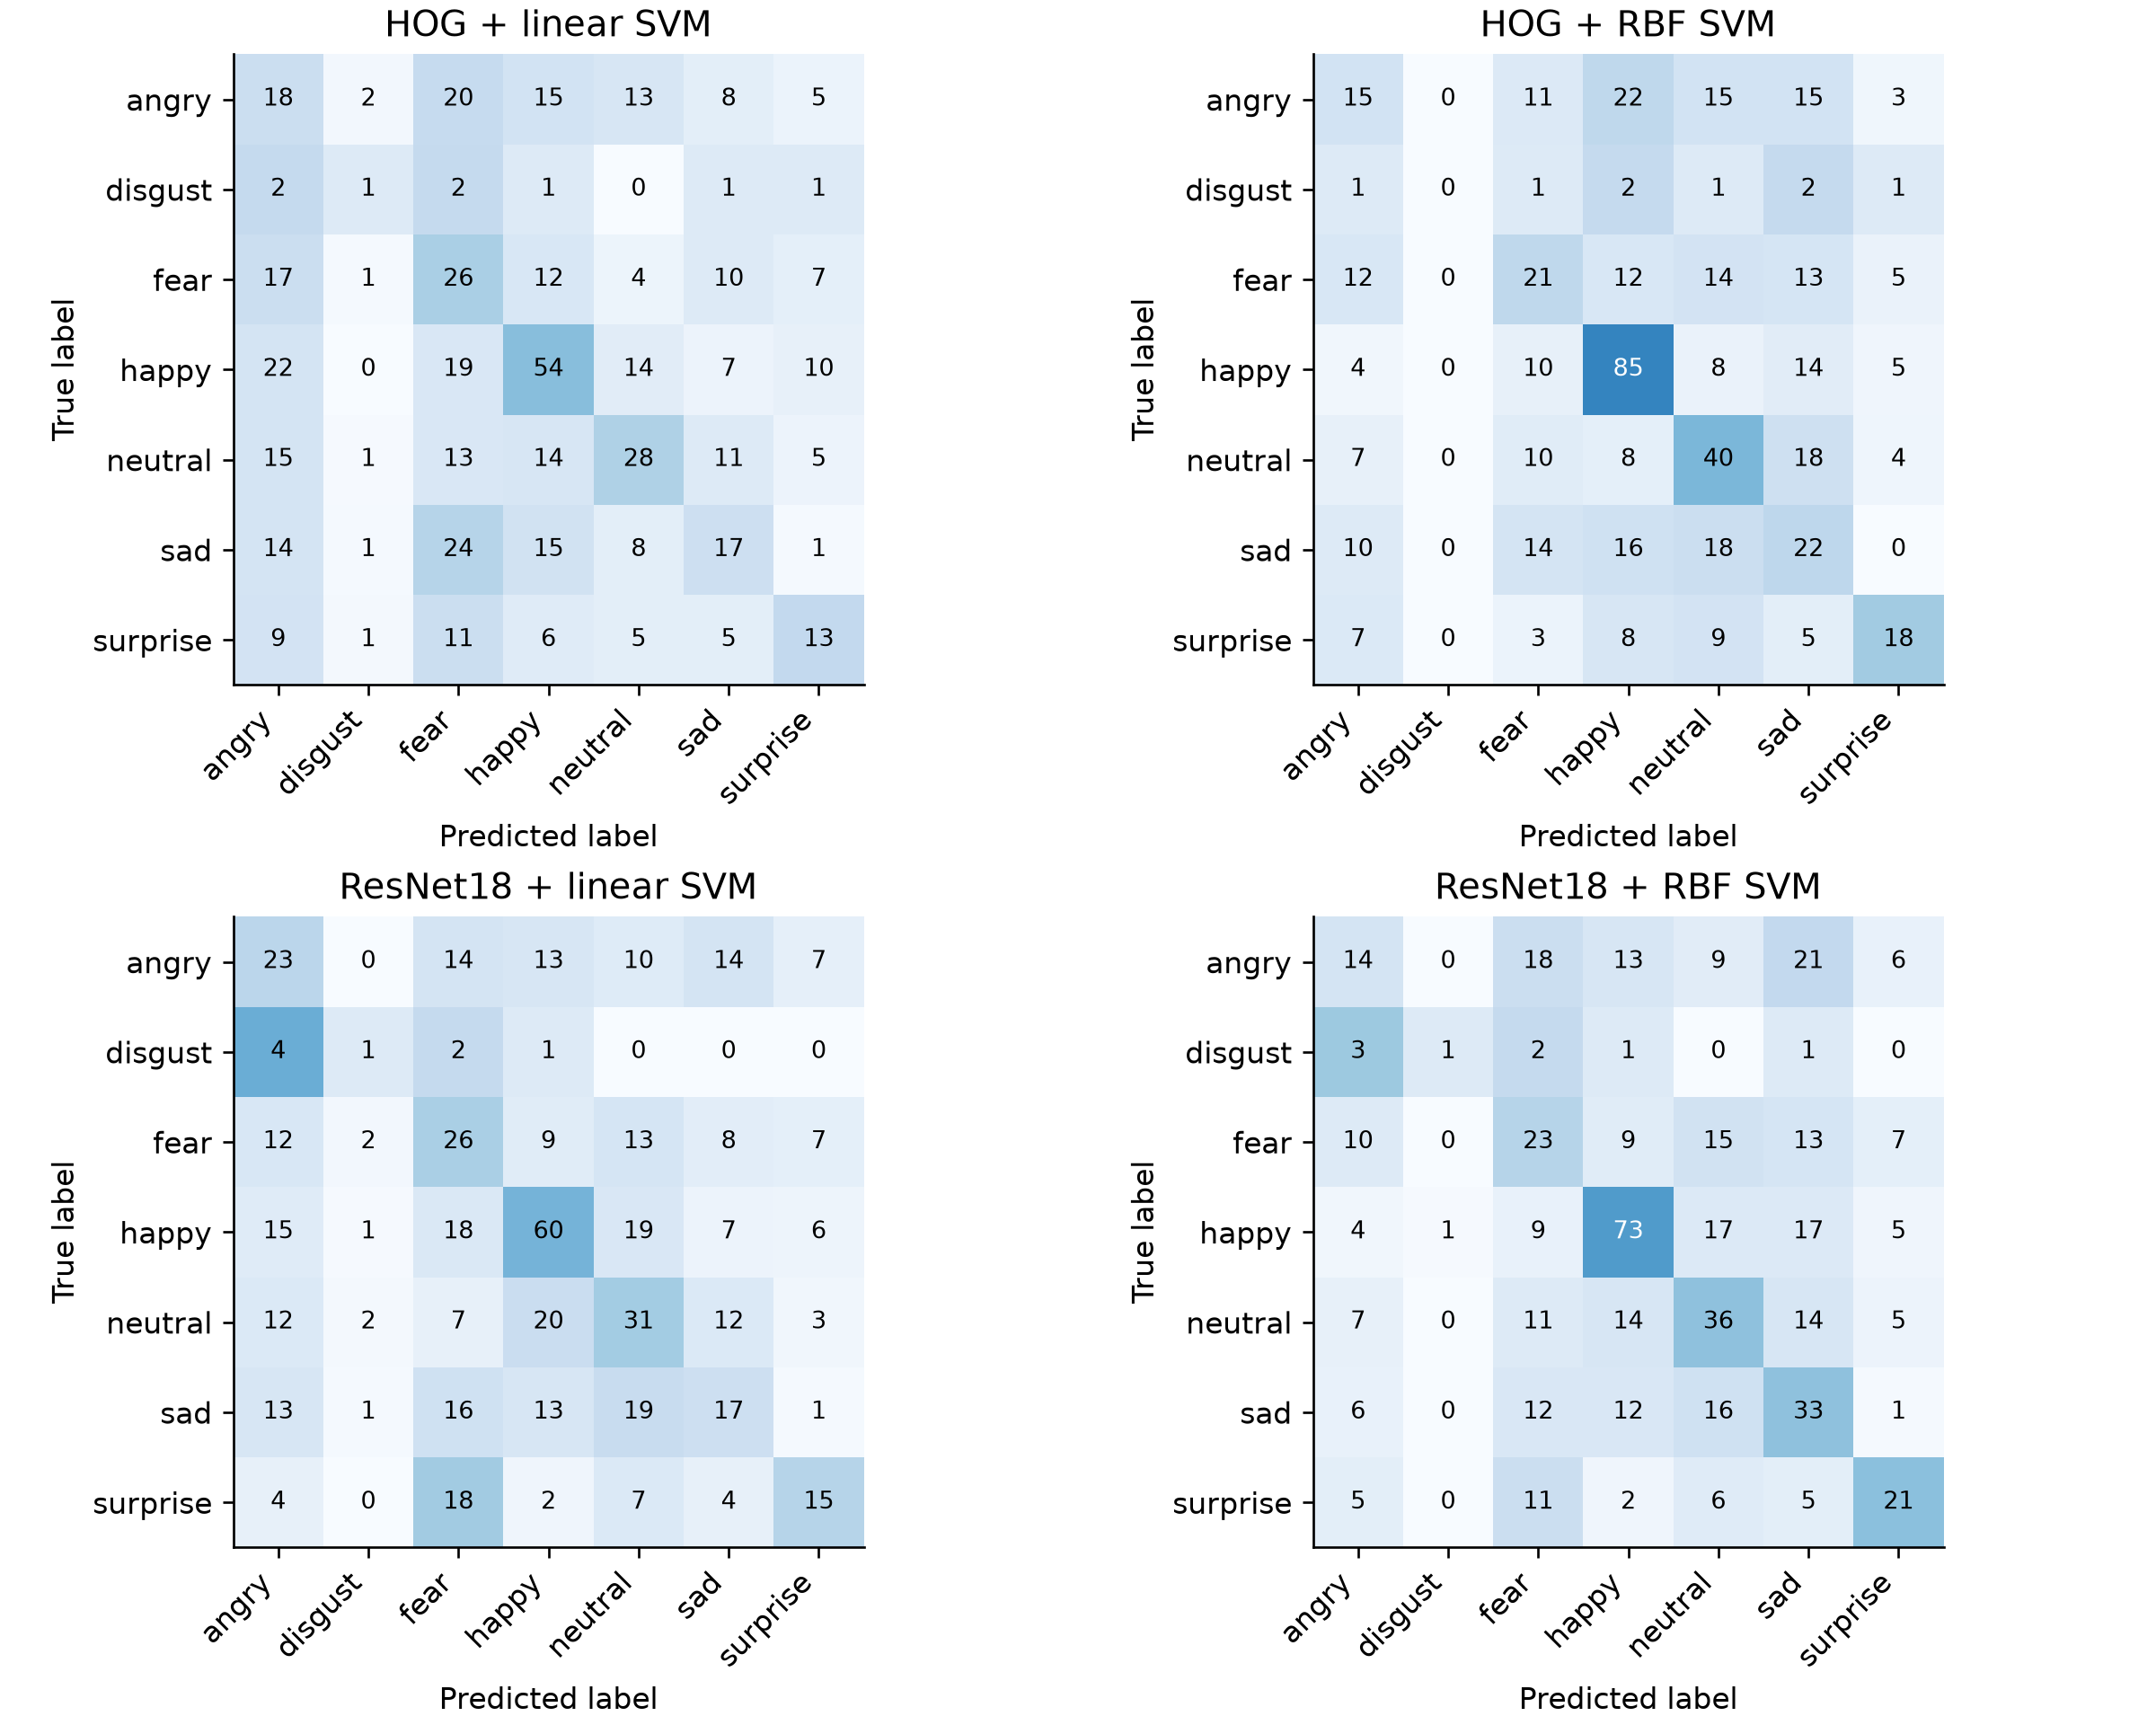 HOG + linear SVM
True label
angry 18 2 20 15 13 8 5
disgust 2 1 2 1 0 1 1
fear 17 1 26 12 4 10 7
happy 22 0 19 54 14 7 10
neutral 15 1 13 14 28 11 5
sad 14 1 24 15 8 17 1
surprise 9 1 11 6 5 5 13
angry disgust fear happy neutral sad surprise
Predicted label
HOG + RBF SVM
True label
angry 15 0 11 22 15 15 3
disgust 1 0 1 2 1 2 1
fear 12 0 21 12 14 13 5
happy 4 0 10 85 8 14 5
neutral 7 0 10 8 40 18 4
sad 10 0 14 16 18 22 0
surprise 7 0 3 8 9 5 18
angry disgust fear happy neutral sad surprise
Predicted label
ResNet18 + linear SVM
True label
angry 23 0 14 13 10 14 7
disgust 4 1 2 1 0 0 0
fear 12 2 26 9 13 8 7
happy 15 1 18 60 19 7 6
neutral 12 2 7 20 31 12 3
sad 13 1 16 13 19 17 1
surprise 4 0 18 2 7 4 15
angry disgust fear happy neutral sad surprise
Predicted label
ResNet18 + RBF SVM
True label
angry 14 0 18 13 9 21 6
disgust 3 1 2 1 0 1 0
fear 10 0 23 9 15 13 7
happy 4 1 9 73 17 17 5
neutral 7 0 11 14 36 14 5
sad 6 0 12 12 16 33 1
surprise 5 0 11 2 6 5 21
angry disgust fear happy neutral sad surprise
Predicted label